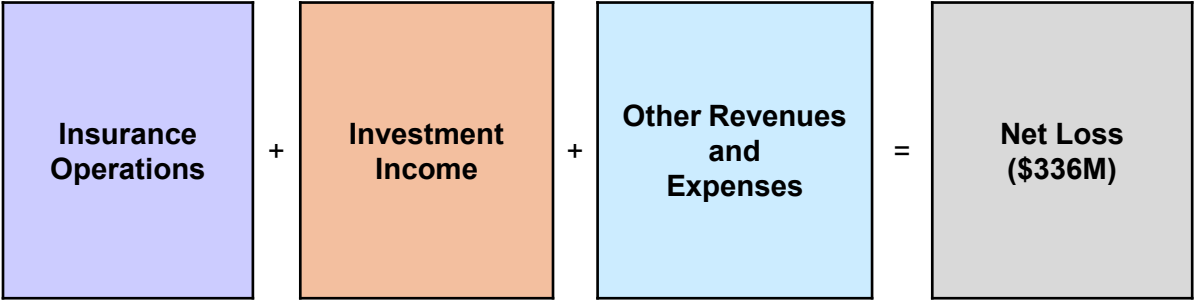 Insurance
Operations
+
Investment
Income
+
Other Revenues
and
Expenses
=
Net Loss
($336M)